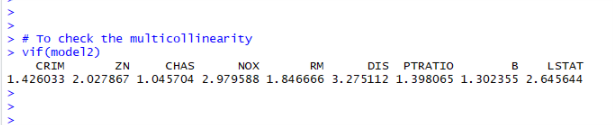 >
>
> # To check the multicollinearity
> vif(model2)
CRIM ZN CHAS NOX RM DIS PTRATIO B LSTAT
1.426033 2.027867 1.045704 2.979588 1.846666 3.275112 1.398065 1.302355 2.645644
>
>
>